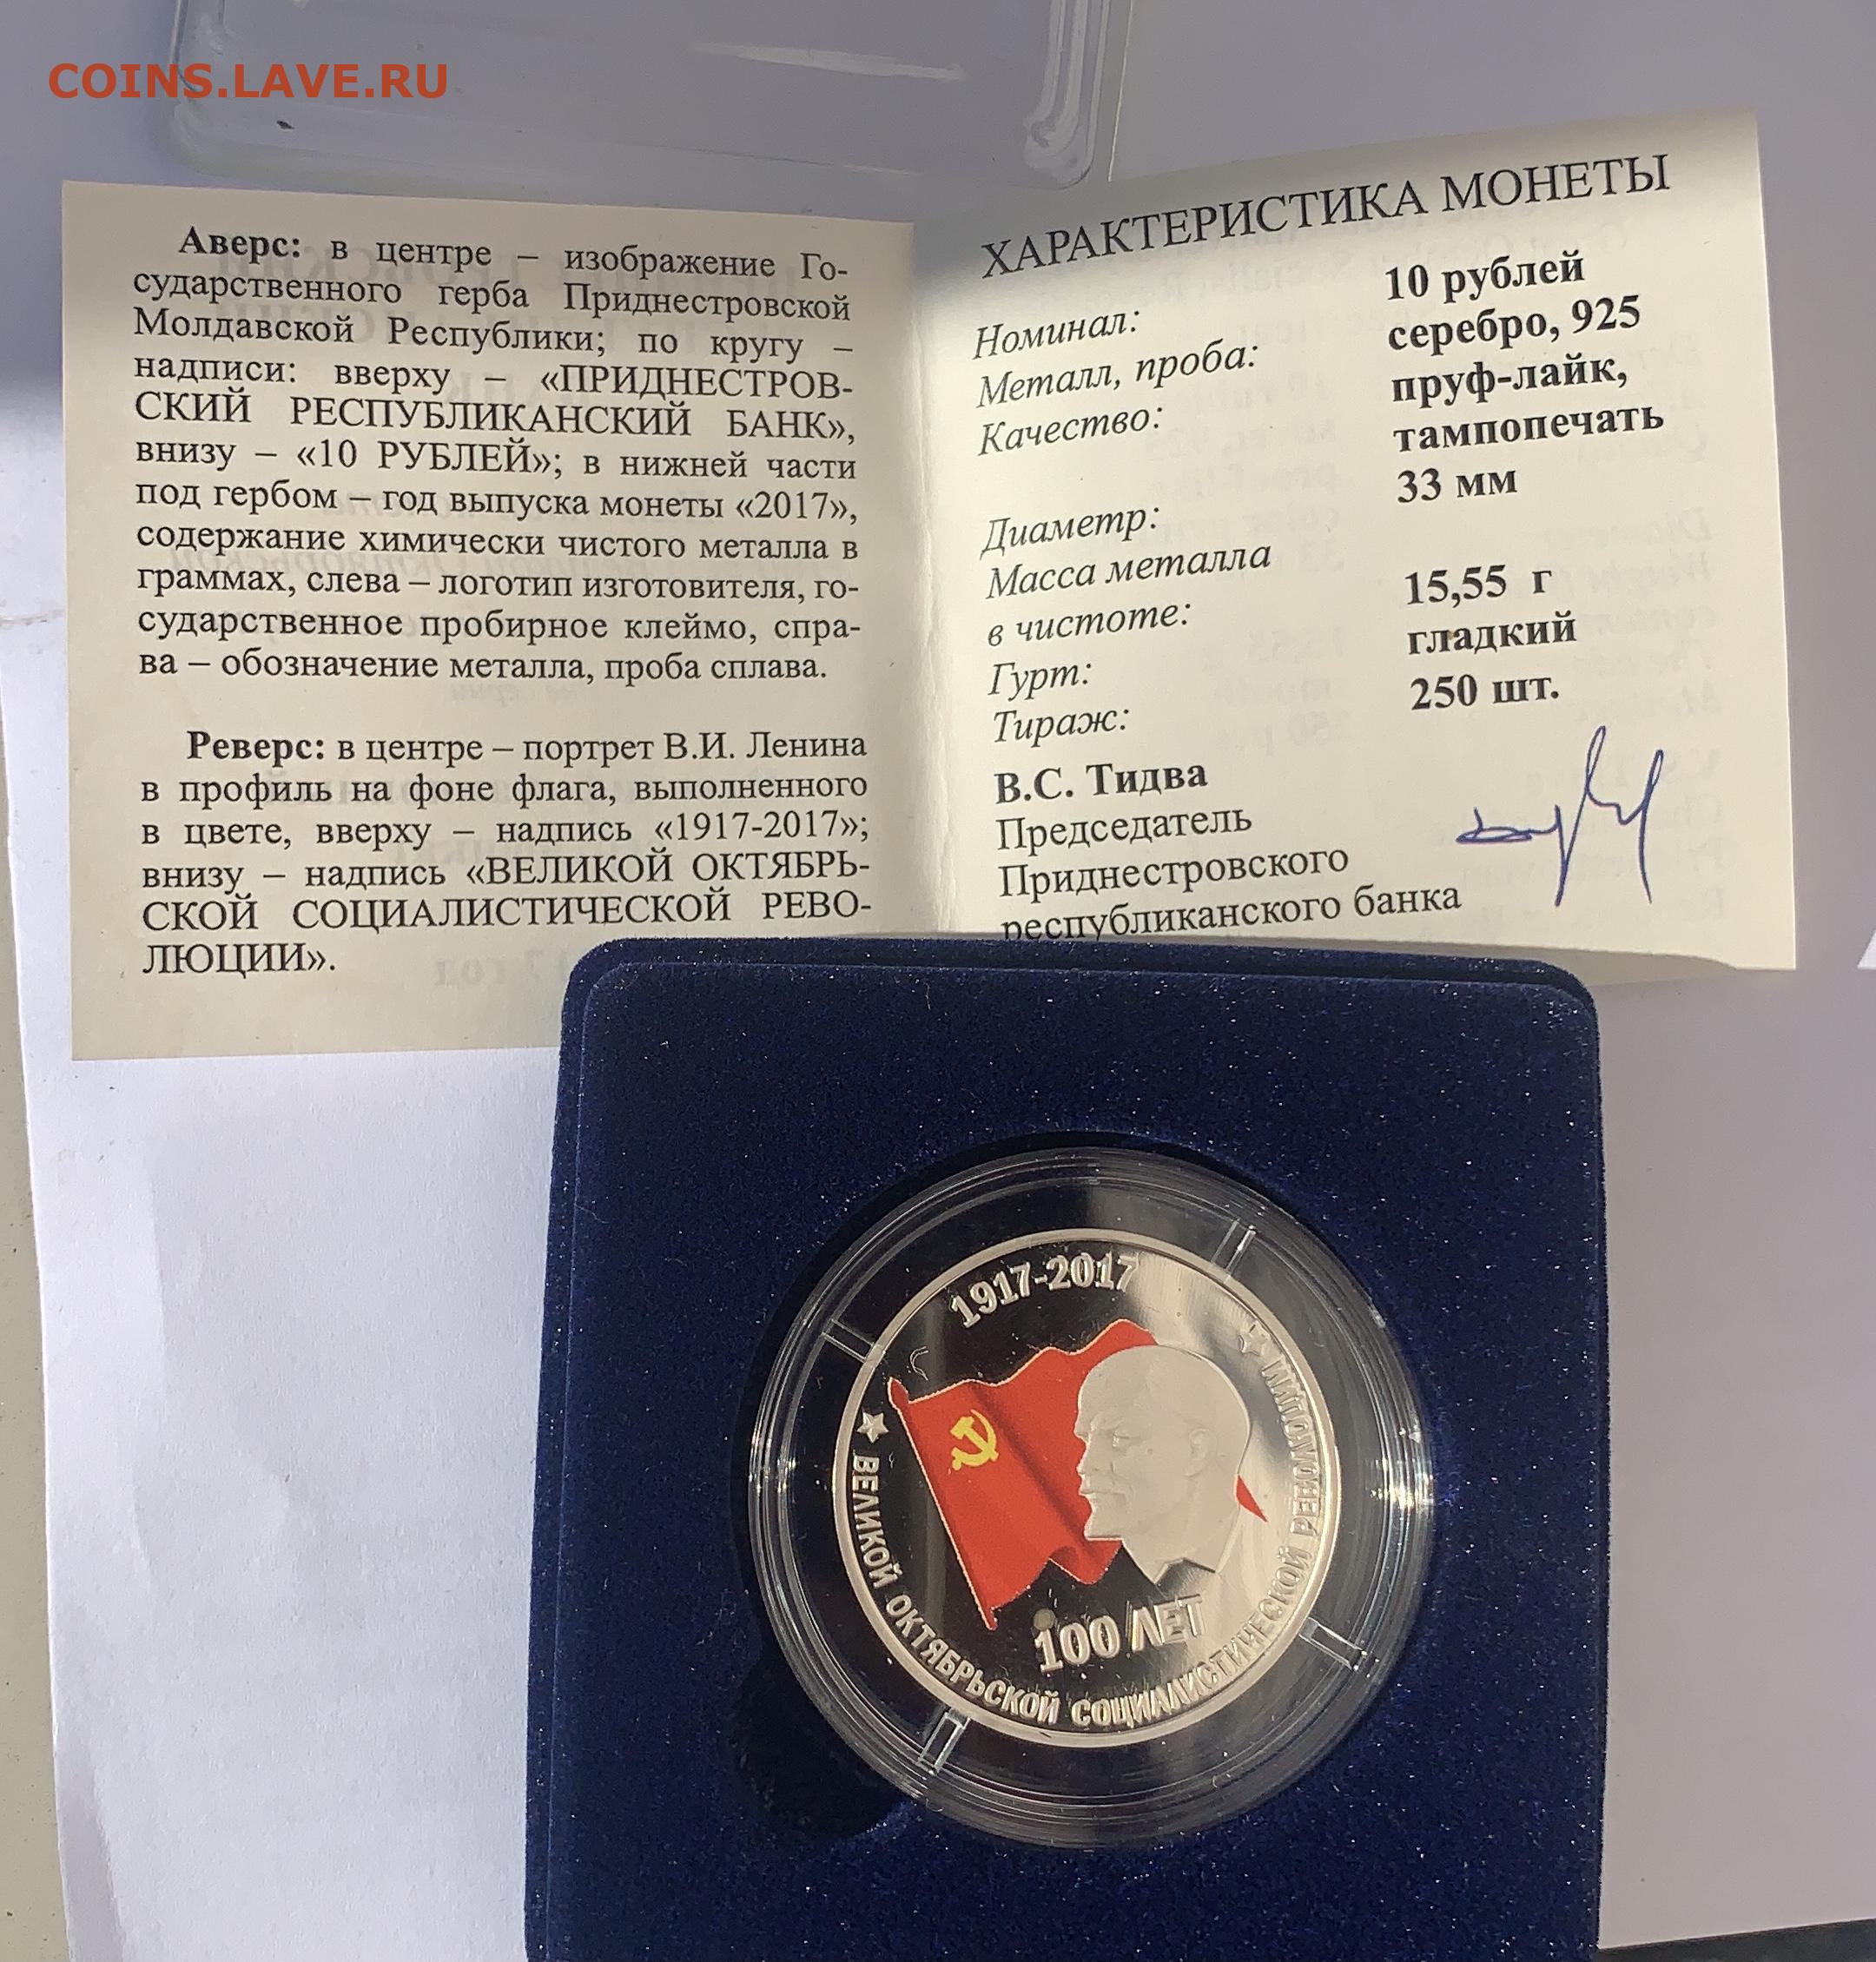 COINS.LAVE.RU
Аверс: в центре – изображение Го-
сударственного герба Приднестровской
Молдавской Республики; по кругу –
надписи: вверху – «ПРИДНЕСТРОВ-
СКИЙ РЕСПУБЛИКАНСКИЙ БАНК»,
внизу – «10 РУБЛЕЙ»; в нижней части
под гербом – год выпуска монеты «2017»,
содержание химически чистого металла в
граммах, слева – логотип изготовителя, го-
сударственное пробирное клеймо, спра-
ва – обозначение металла, проба сплава.
Реверс: в центре – портрет В.И. Ленина
в профиль на фоне флага, выполненного
в цвете, вверху – надпись «1917-2017»;
внизу – надпись «ВЕЛИКОЙ ОКТЯБРЬ-
СКОЙ СОЦИАЛИСТИЧЕСКОЙ РЕВО-
ЛЮЦИИ».
ХАРАКТЕРИСТИКА МОНЕТЫ
Номинал: 10 рублей
Металл, проба: серебро, 925
Качество: пруф-лайк,
тампопечать
Диаметр: 33 мм
Масса металла
в чистоте: 15,55 г
Гурт: гладкий
Тираж: 250 шт.
В.С. Тидва
Председатель
Приднестровского
республиканского банка
1917-2017
100 ЛЕТ
ВЕЛИКОЙ ОКТЯБРЬСКОЙ СОЦИАЛИСТИЧЕСКОЙ РЕВОЛЮЦИИ